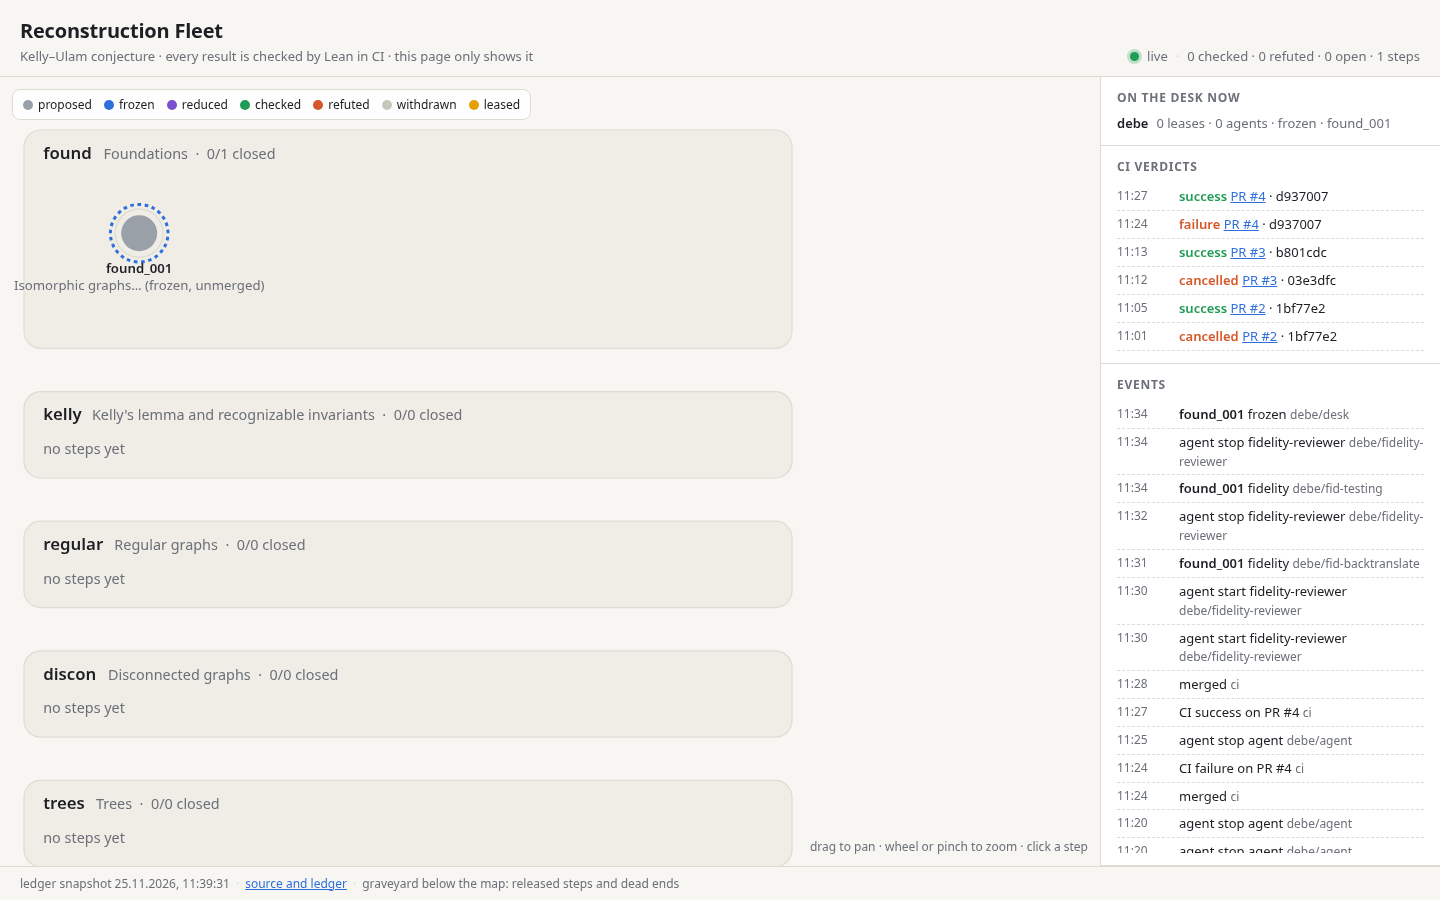 Reconstruction Fleet
Kelly–Ulam conjecture · every result is checked by Lean in CI · this page only shows it
live · 0 checked · 0 refuted · 0 open · 1 steps
proposed frozen reduced checked refuted withdrawn leased
found Foundations · 0/1 closed
found_001
Isomorphic graphs... (frozen, unmerged)
kelly Kelly's lemma and recognizable invariants · 0/0 closed
no steps yet
regular Regular graphs · 0/0 closed
no steps yet
discon Disconnected graphs · 0/0 closed
no steps yet
trees Trees · 0/0 closed
no steps yet
drag to pan · wheel or pinch to zoom · click a step
ON THE DESK NOW
debe 0 leases · 0 agents · frozen · found_001
CI VERDICTS
11:27 success PR #4 · d937007
11:24 failure PR #4 · d937007
11:13 success PR #3 · b801cdc
11:12 cancelled PR #3 · 03e3dfc
11:05 success PR #2 · 1bf77e2
11:01 cancelled PR #2 · 1bf77e2
EVENTS
11:34 found_001 frozen debe/desk
11:34 agent stop fidelity-reviewer debe/fidelity-
reviewer
11:34 found_001 fidelity debe/fid-testing
11:32 agent stop fidelity-reviewer debe/fidelity-
reviewer
11:31 found_001 fidelity debe/fid-backtranslate
11:30 agent start fidelity-reviewer
debe/fidelity-reviewer
11:30 agent start fidelity-reviewer
debe/fidelity-reviewer
11:28 merged ci
11:27 CI success on PR #4 ci
11:25 agent stop agent debe/agent
11:24 CI failure on PR #4 ci
11:24 merged ci
11:20 agent stop agent debe/agent
11:20 agent stop agent debe/agent
ledger snapshot 25.11.2026, 11:39:31 · source and ledger · graveyard below the map: released steps and dead ends